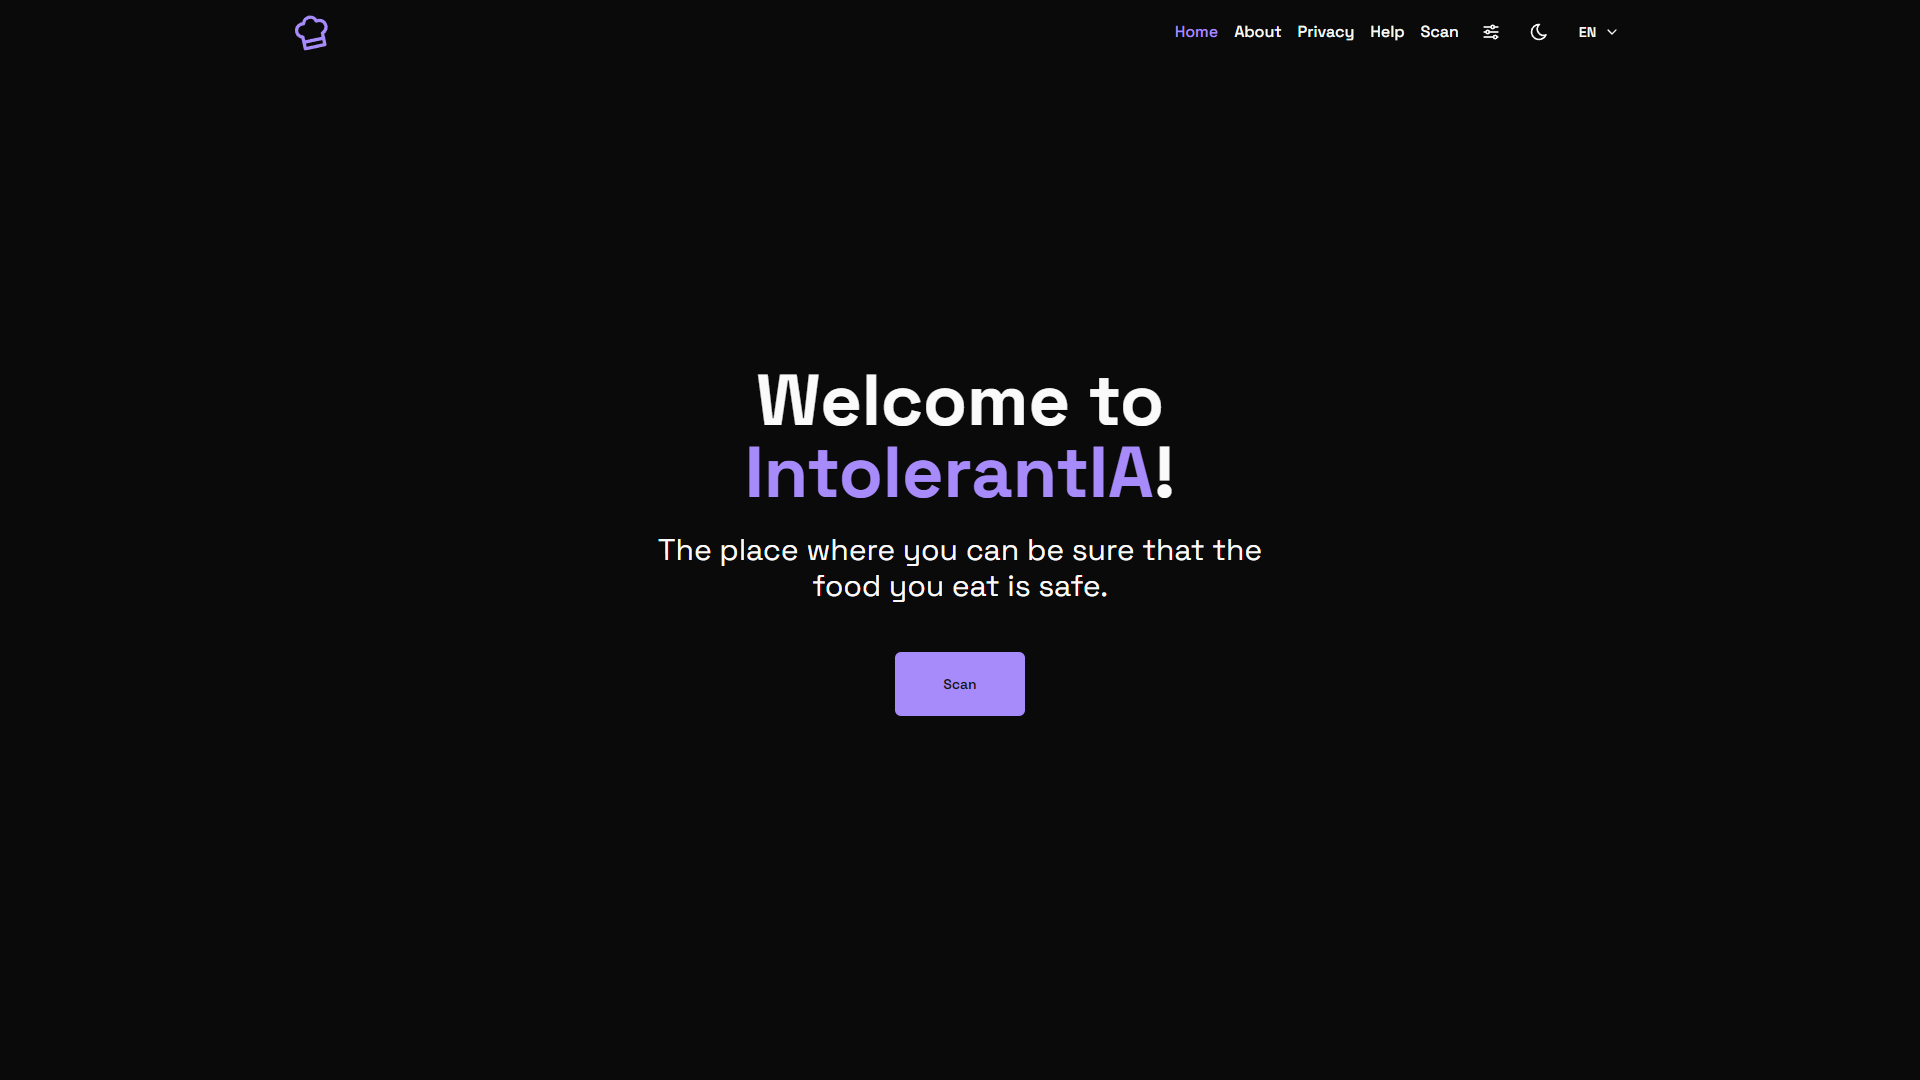 Home About Privacy Help Scan EN
Welcome to
IntolerantIA!
The place where you can be sure that the
food you eat is safe.
Scan